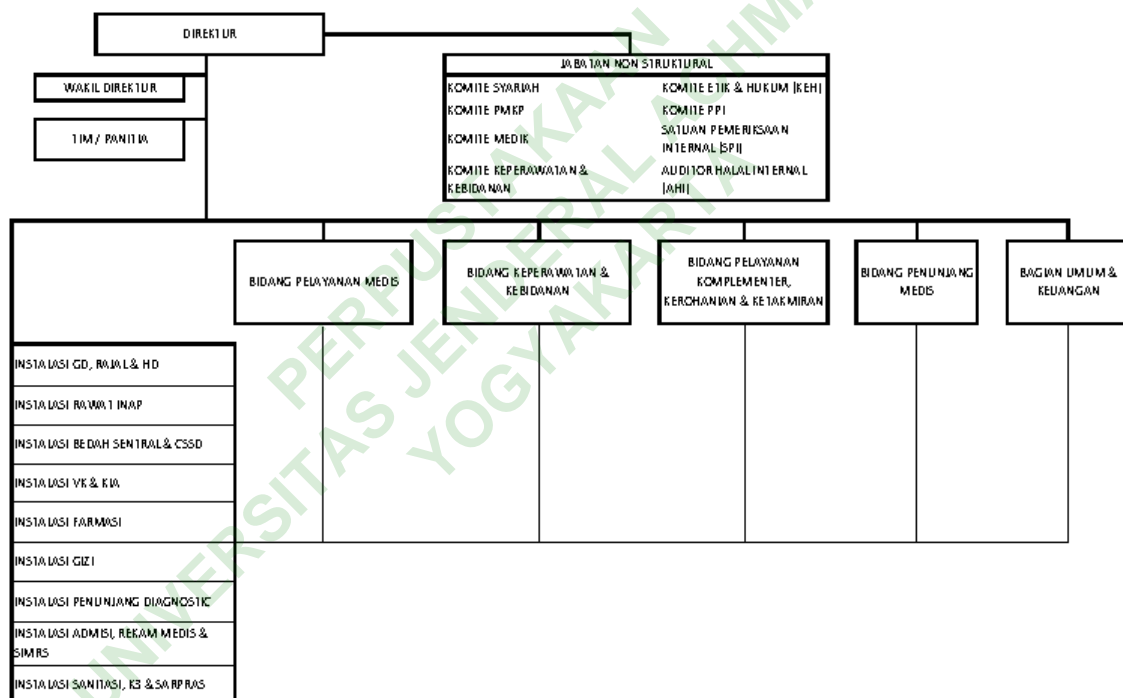 DIREKTUR
WAKIL DIREKTUR
TIM / PANITIA
JABATAN NON STRUKTURAL
KOMITE SYARIAH
KOMITE ETIK & HUKUM (KEH)
KOMITE PMKP
KOMITE PPI
KOMITE MEDIK
SATUAN PEMERIKSAAN
INTERNAL (SPI)
KOMITE KEPERAWATAN &
KEBIDANAN
AUDITOR HALAL INTERNAL
(AHI)
BIDANG PELAYANAN MEDIS
BIDANG KEPERAWATAN &
KEBIDANAN
BIDANG PELAYANAN
KOMPLEMENTER,
KEROHANIAN & KETAKMIRAN
BIDANG PENUNJANG
MEDIS
BAGIAN UMUM &
KEUANGAN
INSTALASI GD, RAJAL & HD
INSTALASI RAWAT INAP
INSTALASI BEDAH SENTRAL & CSSD
INSTALASI VK & KIA
INSTALASI FARMASI
INSTALASI GIZI
INSTALASI PENUNJANG DIAGNOSTIK
INSTALASI ADMISI, REKAM MEDIS &
SIMRS
INSTALASI SANITASI, K3 & SARPRAS
PERPUSTAKAAN
UNIVERSITAS JENDERAL ACHMA
YOGYAKARTA